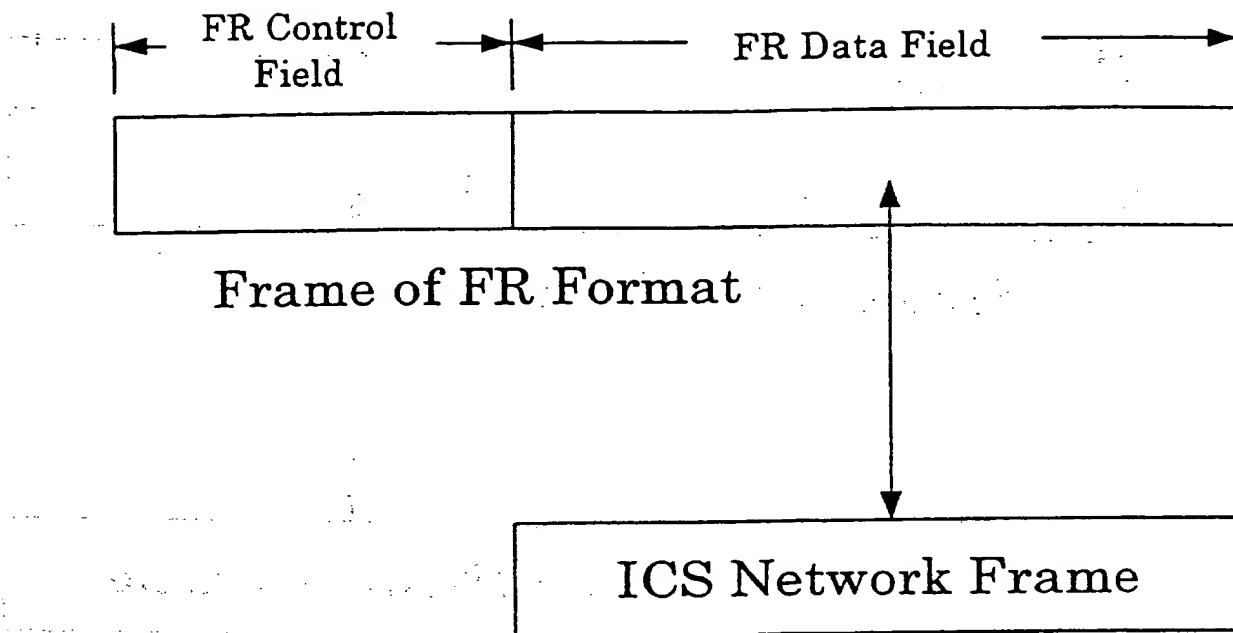 FR Control
Field
FR Data Field
Frame of FR Format
ICS Network Frame